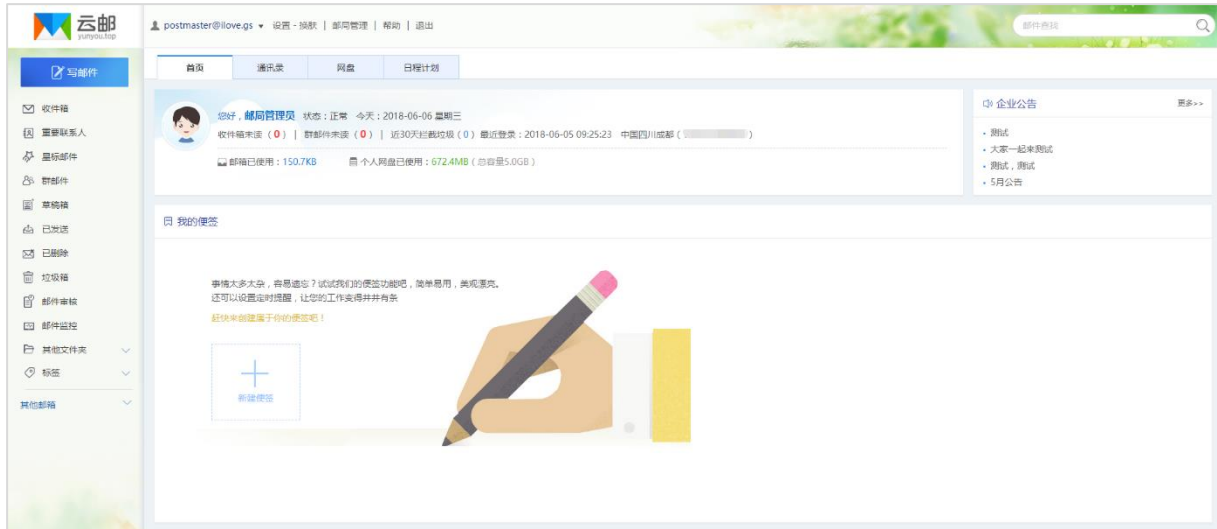 云邮
yunyou.top
postmaster@ilove.gs ▾ 设置 - 换肤 | 邮局管理 | 帮助 | 退出
邮件查找
写邮件
收件箱
重要联系人
星标邮件
群邮件
草稿箱
已发送
已删除
垃圾箱
邮件审核
邮件监控
其他文件夹
标签
其他邮箱
首页 通讯录 网盘 日程计划
您好，邮局管理员 状态：正常 今天：2018-06-06 星期三
收件箱未读（0）| 群邮件未读（0）| 近30天拦截垃圾（0）最近登录：2018-06-05 09:25:23 中国四川成都（ ）
邮箱已使用：150.7KB 个人网盘已使用：672.4MB（总容量5.0GB）
企业公告 更多>>
· 测试
· 大家一起来测试
· 测试，测试
· 5月公告
我的便签
事情太多太杂，容易遗忘？试试我们的便签功能吧，简单易用，美观漂亮。
还可以设置定时提醒，让您的工作变得井井有条
赶快来创建属于你的便签吧！
新建便签